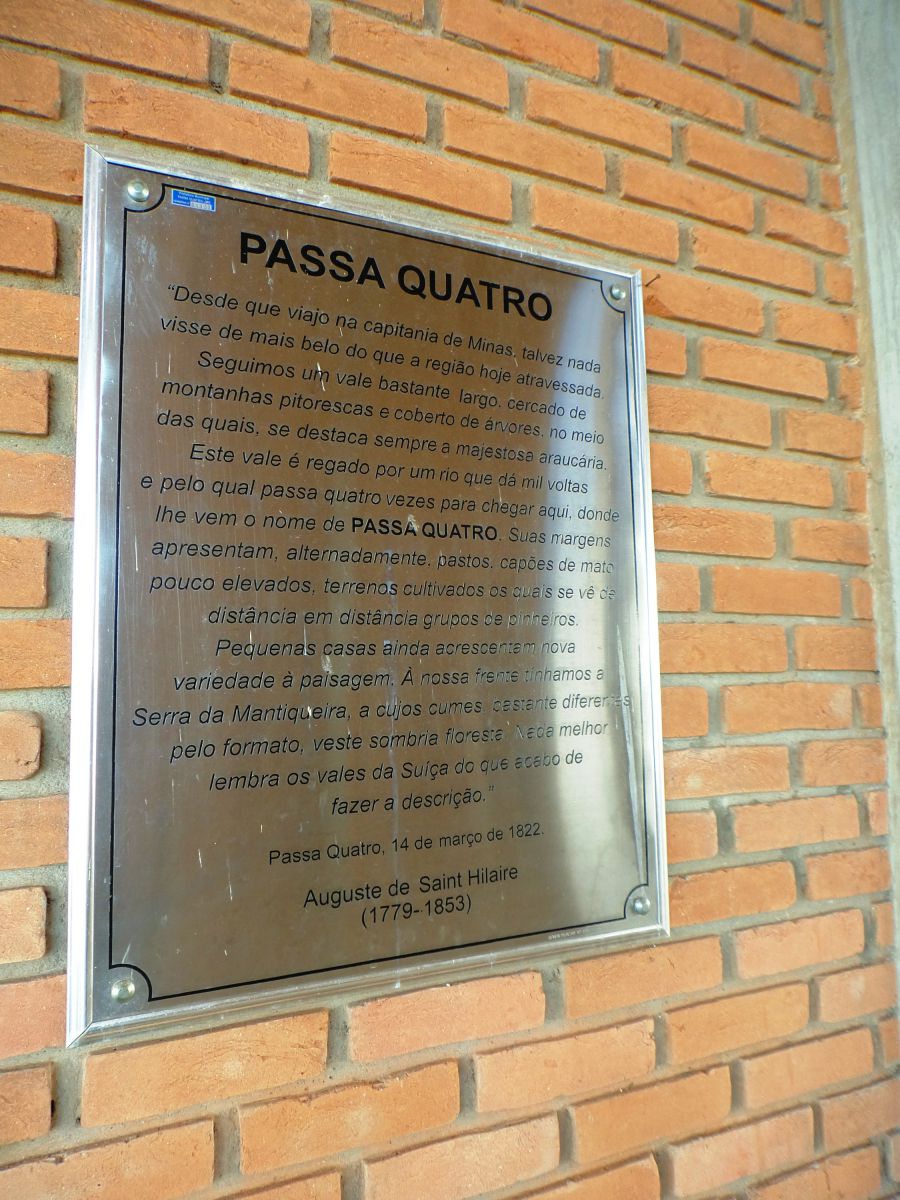 PASSA QUATRO
“Desde que viajo na capitania de Minas, talvez nada
visse de mais belo do que a região hoje atravessada.
Seguimos um vale bastante largo, cercado de
montanhas pitorescas e coberto de árvores, no meio
das quais, se destaca sempre a majestosa araucária.
Este vale é regado por um rio que dá mil voltas
e pelo qual passa quatro vezes para chegar aqui, donde
lhe vem o nome de PASSA QUATRO. Suas margens
apresentam, alternadamente, pastos, capões de mato
pouco elevados, terrenos cultivados os quais se vê de
distância em distância grupos de pinheiros.
Pequenas casas ainda acrescentam nova
variedade à paisagem. À nossa frente tínhamos a
Serra da Mantiqueira, a cujos cumes, bastante diferentes
pelo formato, veste sombria floresta. Nada melhor
lembra os vales da Suíça do que acabo de
fazer a descrição.”
Passa Quatro, 14 de março de 1822.
Auguste de Saint Hilaire
(1779-1853)